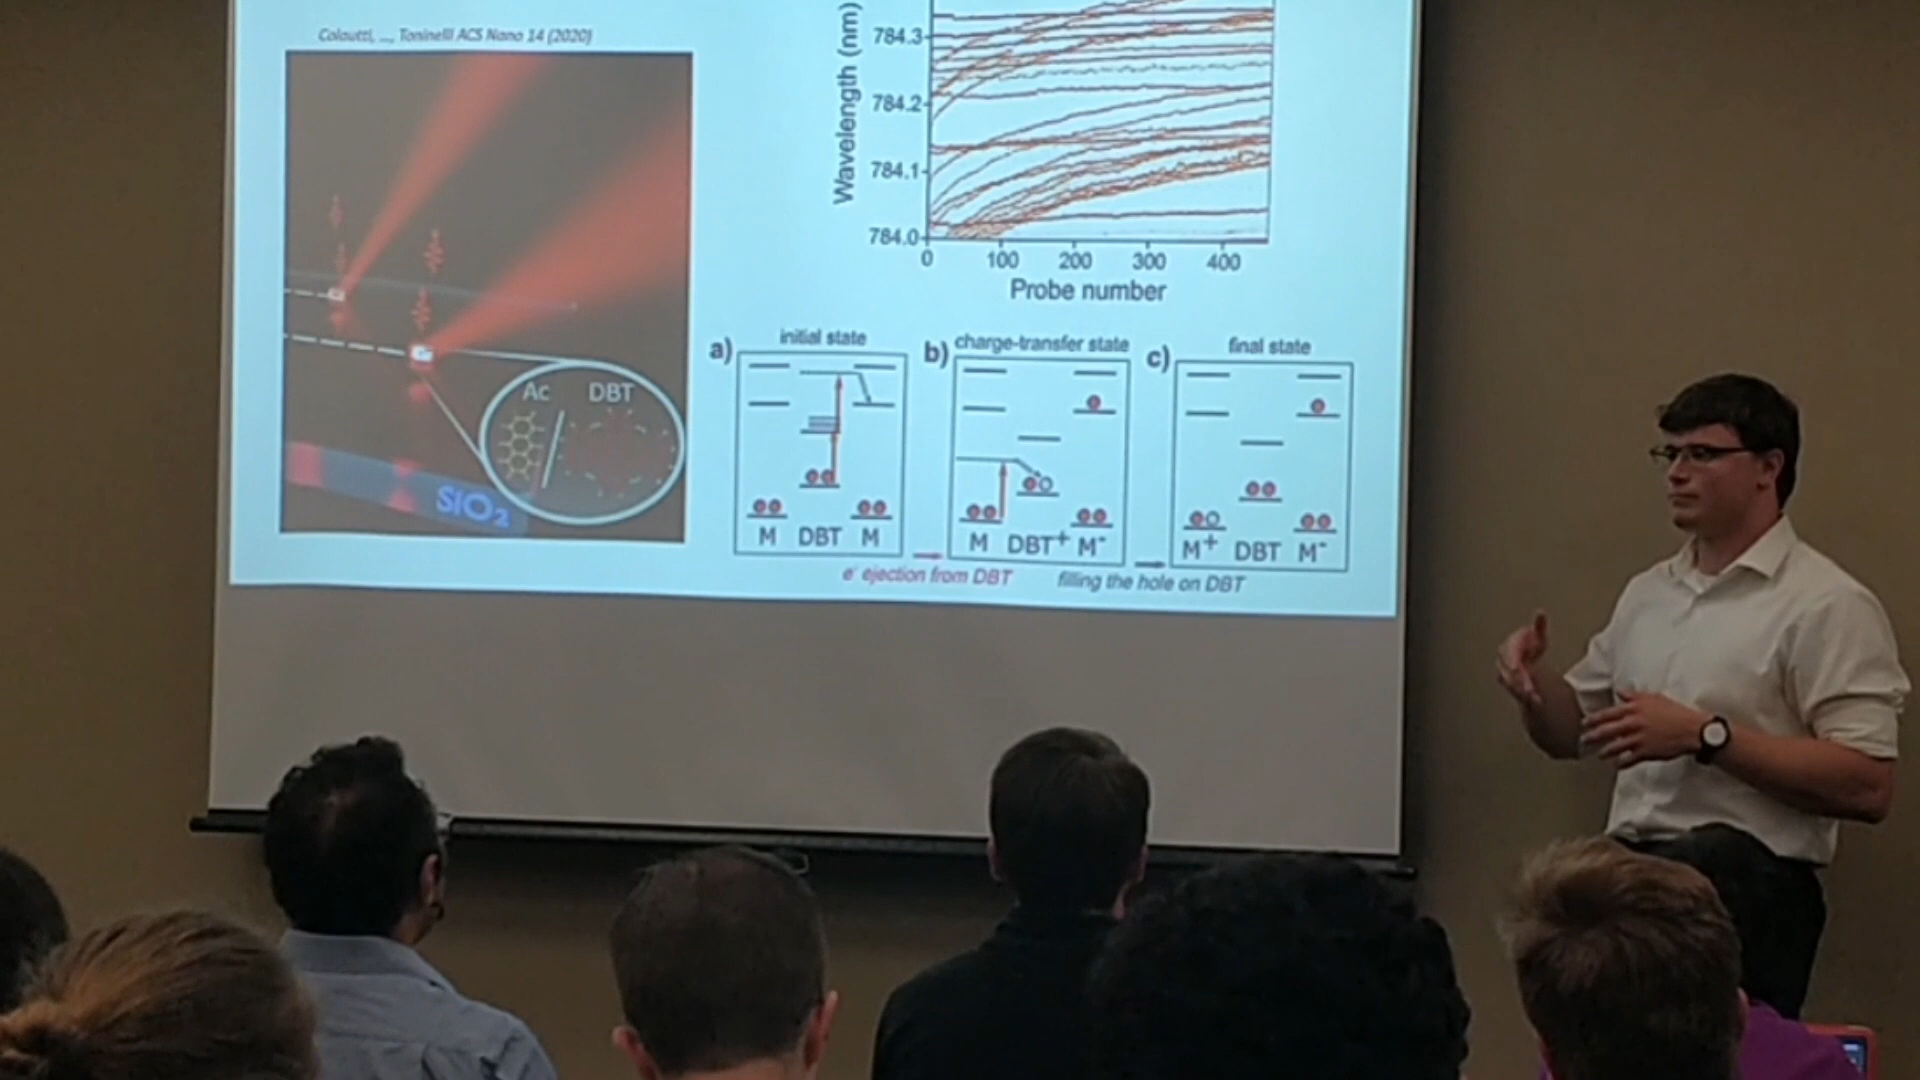 Colautti, ..., Toninelli ACS Nano 14 (2020)
Ac DBT
SiO₂
Wavelength (nm)
784.3
784.2
784.1
784.0
0 100 200 300 400
Probe number
a) initial state
M DBT M
b) charge-transfer state
M DBT⁺ M⁻
c) final state
M⁺ DBT M⁻
e⁻ ejection from DBT
filling the hole on DBT